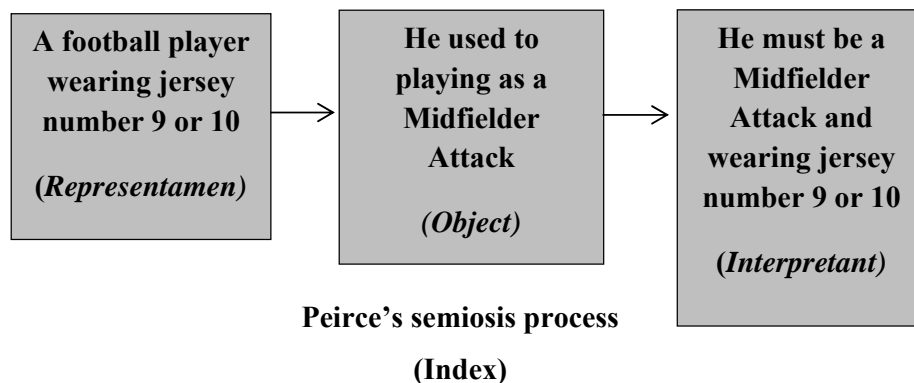 A football player
wearing jersey
number 9 or 10
(Representamen)
He used to
playing as a
Midfielder
Attack
(Object)
He must be a
Midfielder
Attack and
wearing jersey
number 9 or 10
(Interpretant)
Peirce’s semiosis process
(Index)